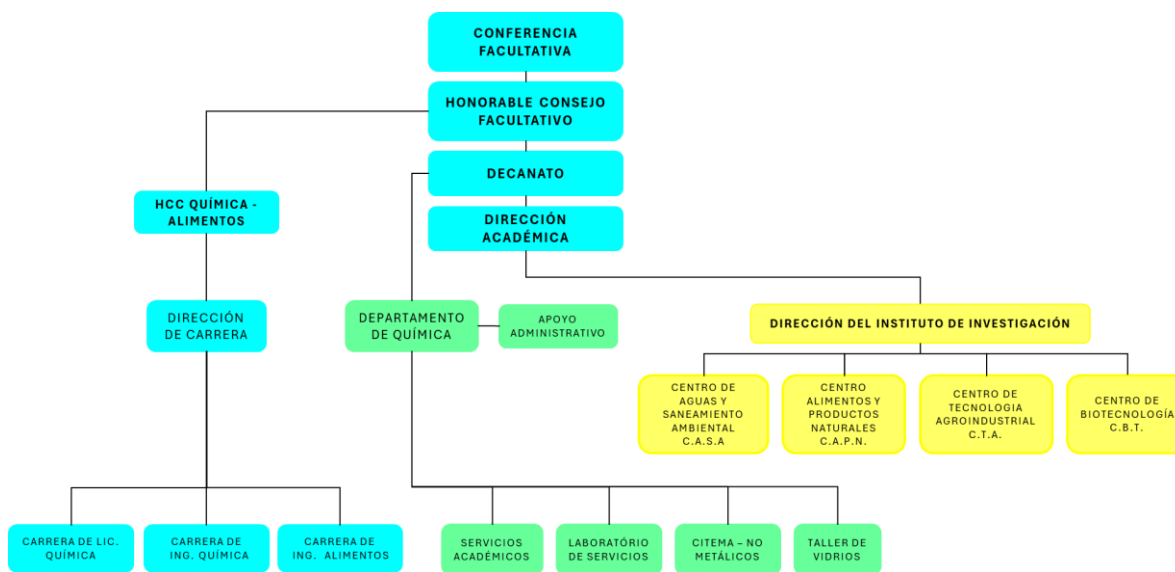 CONFERENCIA
FACULTATIVA
HONORABLE CONSEJO
FACULTATIVO
DECANATO
HCC QUÍMICA -
ALIMENTOS
DIRECCIÓN
ACADÉMICA
DIRECCIÓN
DE CARRERA
DEPARTAMENTO
DE QUÍMICA
APOYO
ADMINISTRATIVO
DIRECCIÓN DEL INSTITUTO DE INVESTIGACIÓN
CENTRO DE
AGUAS Y
SANEAMIENTO
AMBIENTAL
C.A.S.A
CENTRO
ALIMENTOS Y
PRODUCTOS
NATURALES
C.A.P.N.
CENTRO DE
TECNOLOGIA
AGROINDUSTRIAL
C.T.A.
CENTRO DE
BIOTECNOLOGÍA
C.B.T.
CARRERA DE LIC.
QUÍMICA
CARRERA DE
ING. QUÍMICA
CARRERA DE
ING. ALIMENTOS
SERVICIOS
ACADÉMICOS
LABORATÓRIO
DE SERVICIOS
CITEMA – NO
METÁLICOS
TALLER DE
VIDRIOS